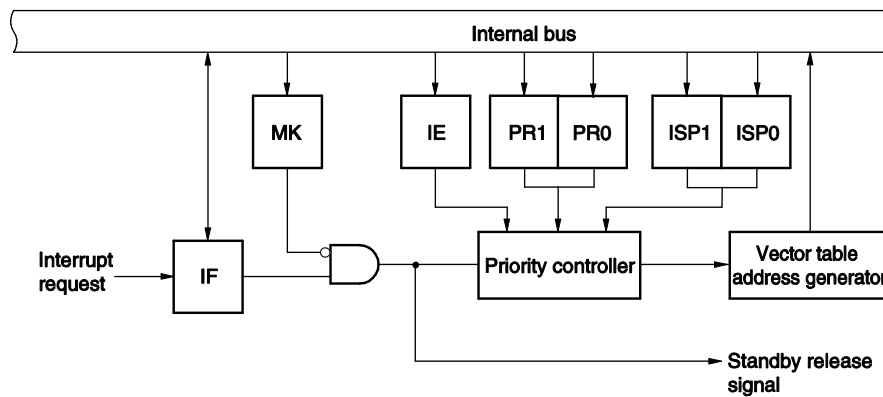 Internal bus
MK
IE
PR1
PR0
ISP1
ISP0
Interrupt
request
IF
Priority controller
Vector table
address generator
Standby release
signal